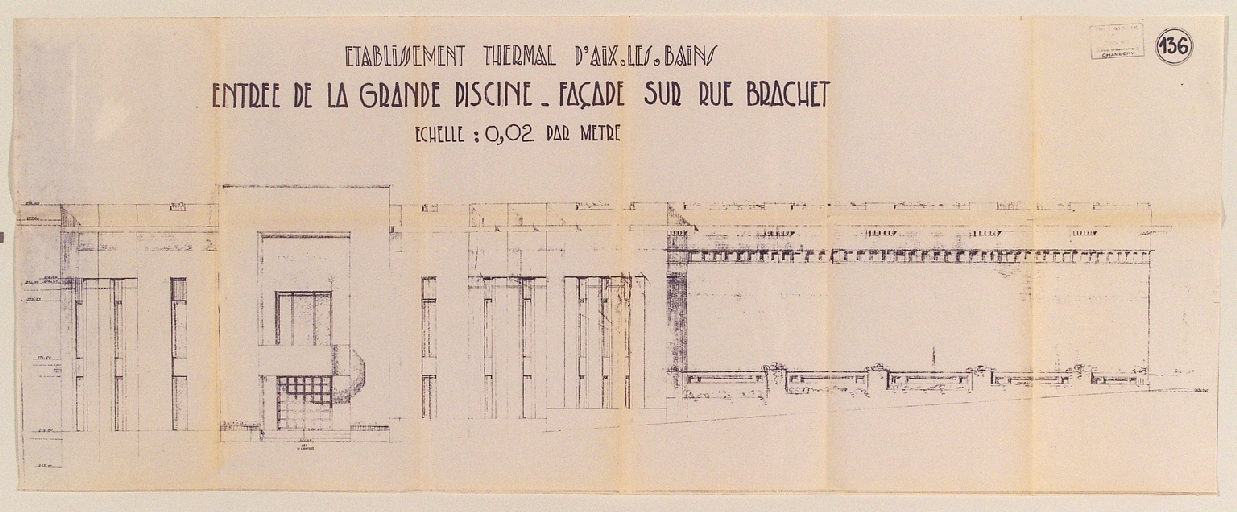 ETABLISSEMENT THERMAL D'AIX.LES.BAINS
136
ENTREE DE LA GRANDE PISCINE _ FAÇADE SUR RUE BRACHET
ECHELLE : 0,02 PAR METRE
CHAMBERY